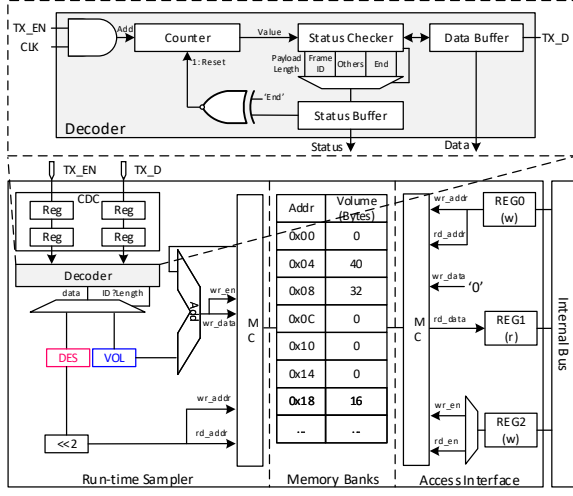 TX_EN
CLK
Add
Counter
Value
Status Checker
Data Buffer
TX_D
1: Reset
Payload Length
Frame ID
Others
End
'End'
Status Buffer
Decoder
Status
Data
TX_EN
TX_D
CDC
Reg
Reg
Reg
Reg
Decoder
data
ID?Length
DES
VOL
Add
wr_en
wr_data
<<2
wr_addr
rd_addr
MC
Run-time Sampler
Addr
Volume (Bytes)
0x00 0
0x04 40
0x08 32
0x0C 0
0x10 0
0x14 0
0x18 16
... ...
Memory Banks
MC
wr_addr
rd_addr
wr_data
'0'
rd_data
wr_en
rd_en
REG0 (w)
REG1 (r)
REG2 (w)
Access Interface
Internal Bus